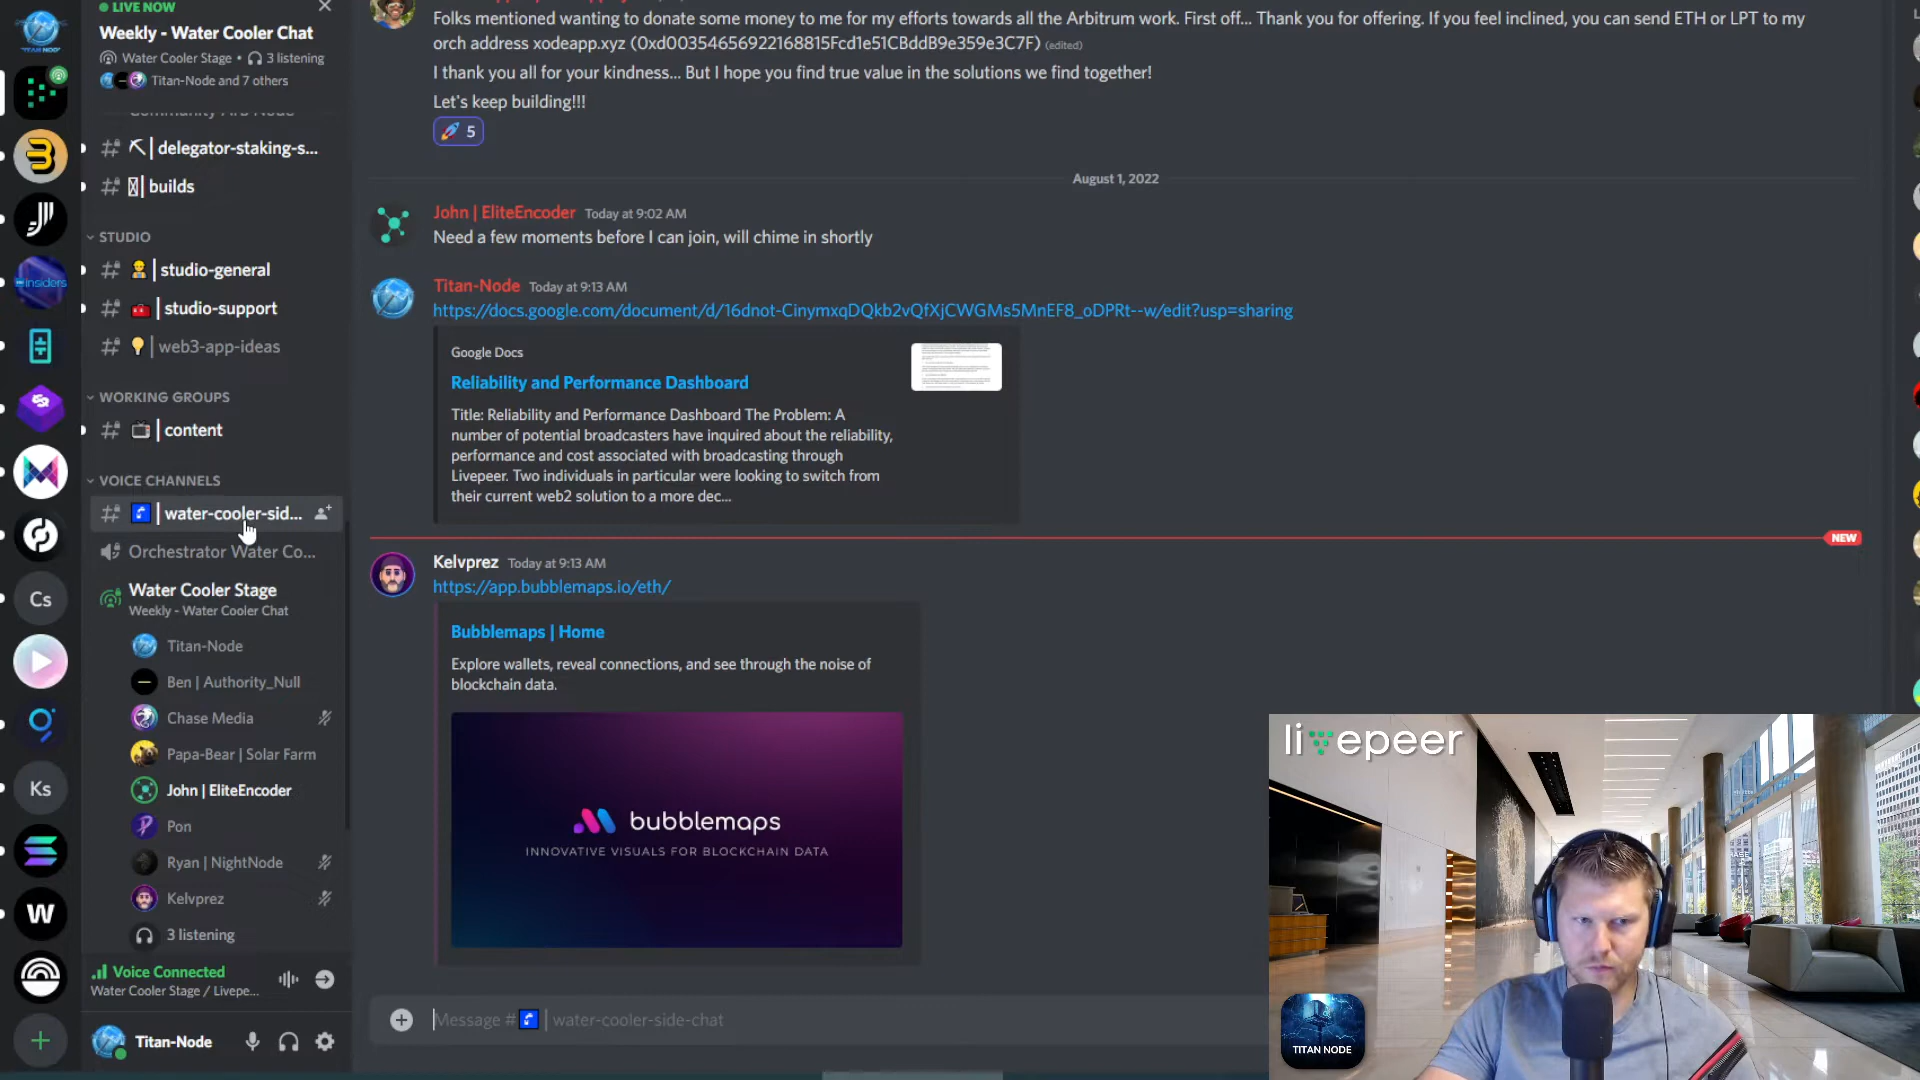 LIVE NOW
Weekly - Water Cooler Chat
Water Cooler Stage • 3 listening
Titan-Node and 7 others
Community Arb Node
delegator-staking-s...
builds
STUDIO
studio-general
studio-support
web3-app-ideas
WORKING GROUPS
content
VOICE CHANNELS
water-cooler-sid...
Orchestrator Water Co...
Water Cooler Stage
Weekly - Water Cooler Chat
Titan-Node
Ben | Authority_Null
Chase Media
Papa-Bear | Solar Farm
John | EliteEncoder
Pon
Ryan | NightNode
Kelvprez
3 listening
Voice Connected
Water Cooler Stage / Livepe...
Titan-Node
TITAN NODE
insiders
Cs
Ks
W
Folks mentioned wanting to donate some money to me for my efforts towards all the Arbitrum work. First off... Thank you for offering. If you feel inclined, you can send ETH or LPT to my
orch address xodeapp.xyz (0xd00354656922168815Fcd1e51CBddB9e359e3C7F) (edited)
I thank you all for your kindness... But I hope you find true value in the solutions we find together!
Let's keep building!!!
5
August 1, 2022
John | EliteEncoder Today at 9:02 AM
Need a few moments before I can join, will chime in shortly
Titan-Node Today at 9:13 AM
https://docs.google.com/document/d/16dnot-CinymxqDQkb2vQfXjCWGMs5MnEF8_oDPRt--w/edit?usp=sharing
Google Docs
Reliability and Performance Dashboard
Title: Reliability and Performance Dashboard The Problem: A
number of potential broadcasters have inquired about the reliability,
performance and cost associated with broadcasting through
Livepeer. Two individuals in particular were looking to switch from
their current web2 solution to a more dec...
NEW
Kelvprez Today at 9:13 AM
https://app.bubblemaps.io/eth/
Bubblemaps | Home
Explore wallets, reveal connections, and see through the noise of
blockchain data.
bubblemaps
INNOVATIVE VISUALS FOR BLOCKCHAIN DATA
Message # | water-cooler-side-chat
livepeer
TITAN NODE